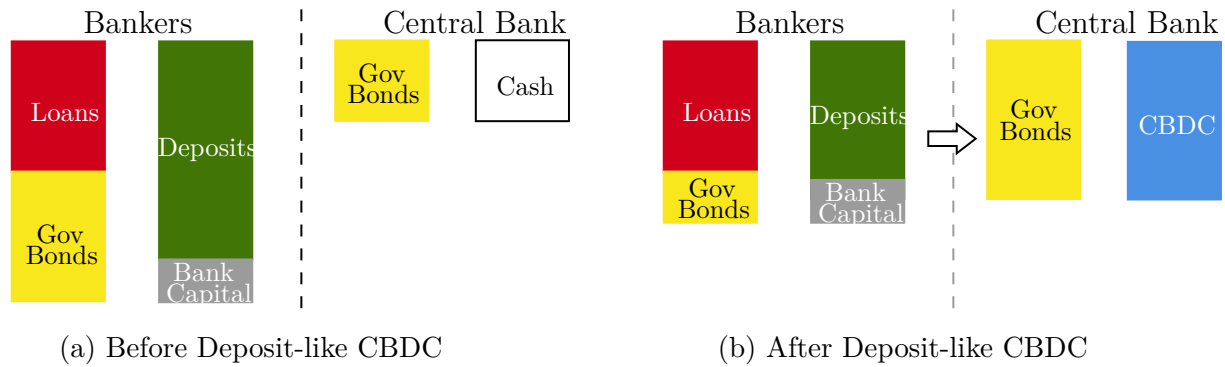 Bankers
Central Bank
Loans
Gov
Bonds
Deposits
Bank
Capital
Gov
Bonds
Cash
(a) Before Deposit-like CBDC
Bankers
Central Bank
Loans
Gov
Bonds
Deposits
Bank
Capital
Gov
Bonds
CBDC
(b) After Deposit-like CBDC